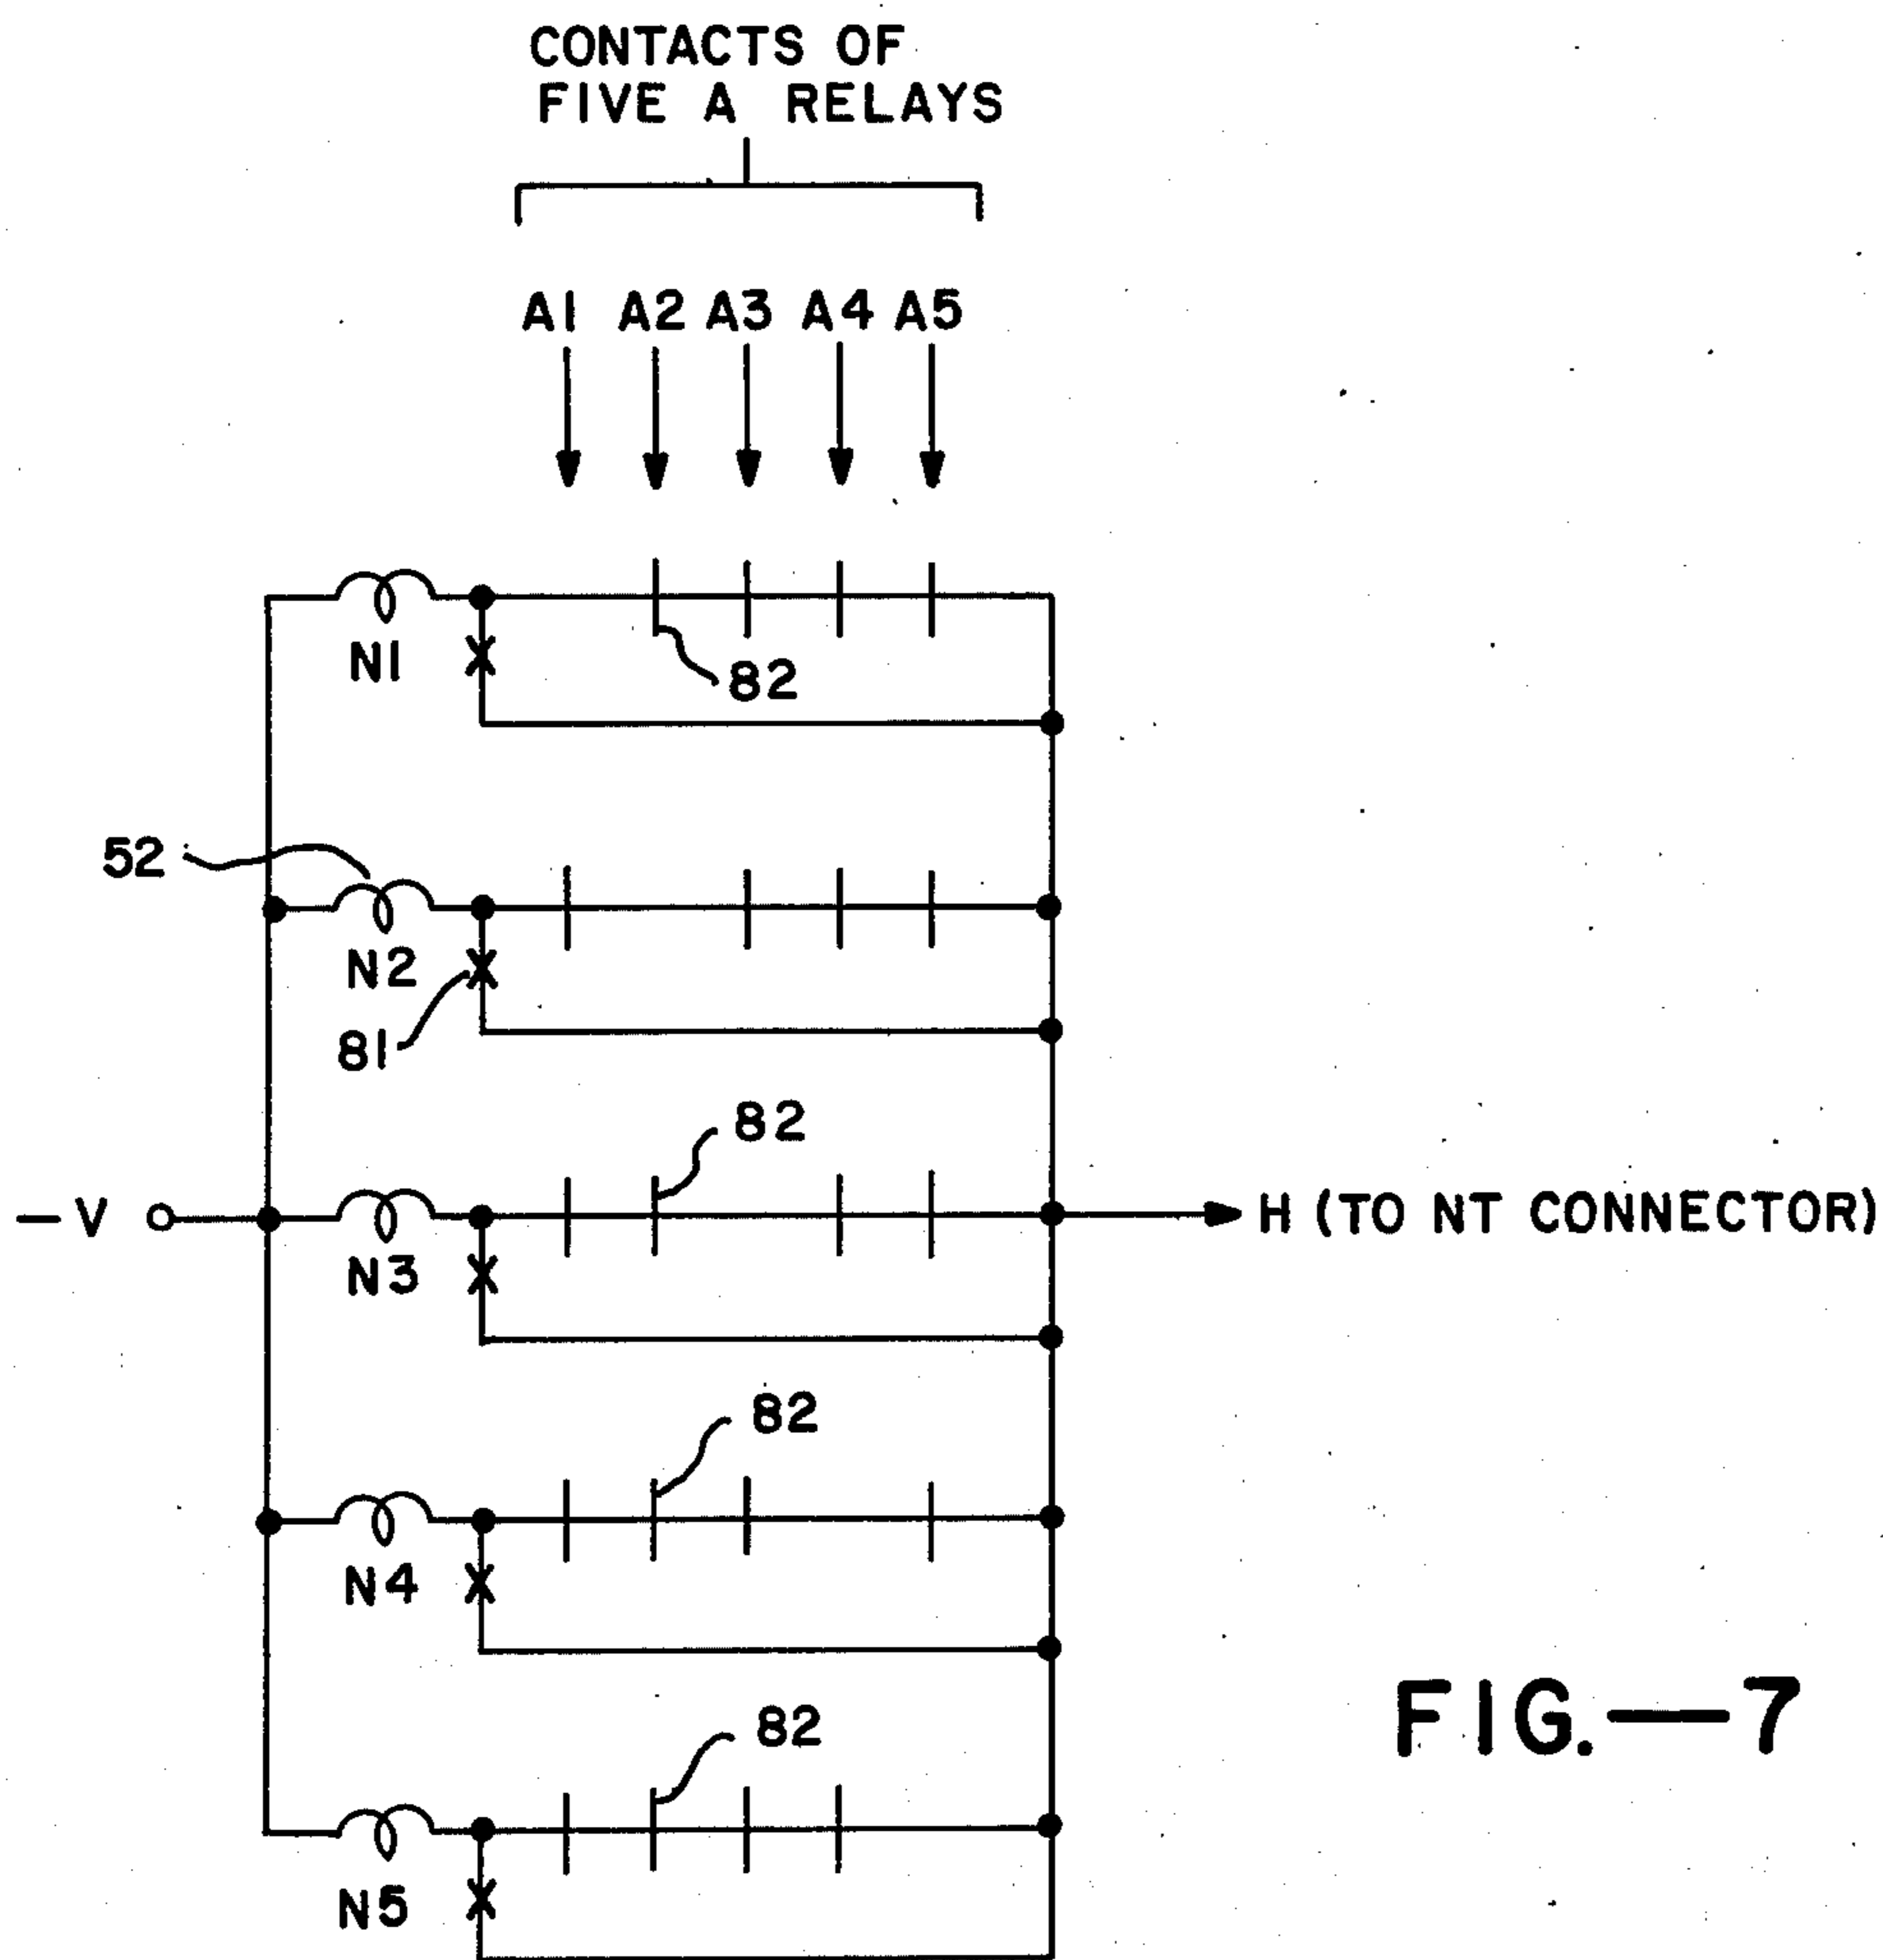 CONTACTS OF
FIVE A RELAYS
A1 A2 A3 A4 A5
N1
82
52
N2
81
82
-V
H (TO NT CONNECTOR)
N3
82
N4
FIG.—7
82
N5